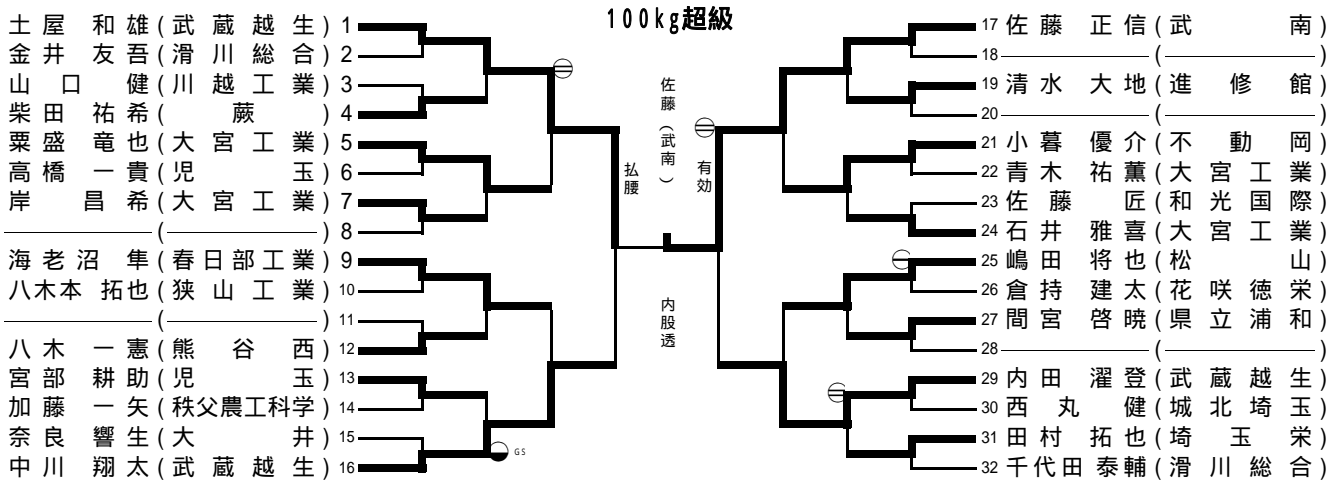 100kg超級
土屋 和雄(武蔵越生) 1
金井 友吾(滑川総合) 2
山口 健(川越工業) 3
柴田 祐希(蕨) 4
粟盛 竜也(大宮工業) 5
高橋 一貴(児玉) 6
岸 昌希(大宮工業) 7
( ) 8
海老沼 隼(春日部工業) 9
八木本 拓也(狭山工業) 10
( ) 11
八木 一憲(熊谷西) 12
宮部 耕助(児玉) 13
加藤 一矢(秩父農工科学) 14
奈良 響生(大井) 15
中川 翔太(武蔵越生) 16
GS
払腰
佐藤(武南)
有効
内股透
17 佐藤 正信(武南)
18 ( )
19 清水 大地(進修館)
20 ( )
21 小暮 優介(不動岡)
22 青木 祐薫(大宮工業)
23 佐藤 匠(和光国際)
24 石井 雅喜(大宮工業)
25 嶋田 将也(松山)
26 倉持 建太(花咲徳栄)
27 間宮 啓暁(県立浦和)
28 ( )
29 内田 濯登(武蔵越生)
30 西丸 健(城北埼玉)
31 田村 拓也(埼玉栄)
32 千代田 泰輔(滑川総合)